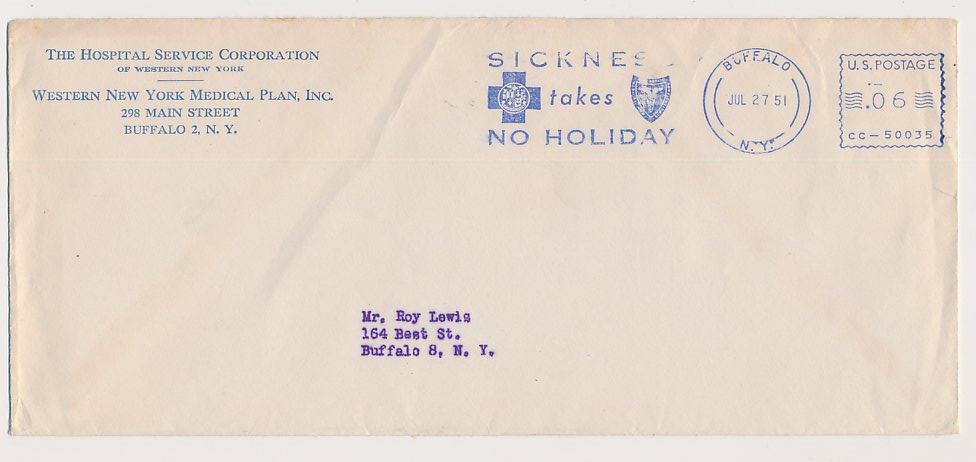 THE HOSPITAL SERVICE CORPORATION
OF WESTERN NEW YORK
WESTERN NEW YORK MEDICAL PLAN, INC.
298 MAIN STREET
BUFFALO 2, N. Y.
SICKNES
takes
NO HOLIDAY
BUFFALO
JUL 27 51
N. Y.
U.S. POSTAGE
.06
CC-50035
Mr. Roy Lewis
164 Best St.
Buffalo 8, N. Y.